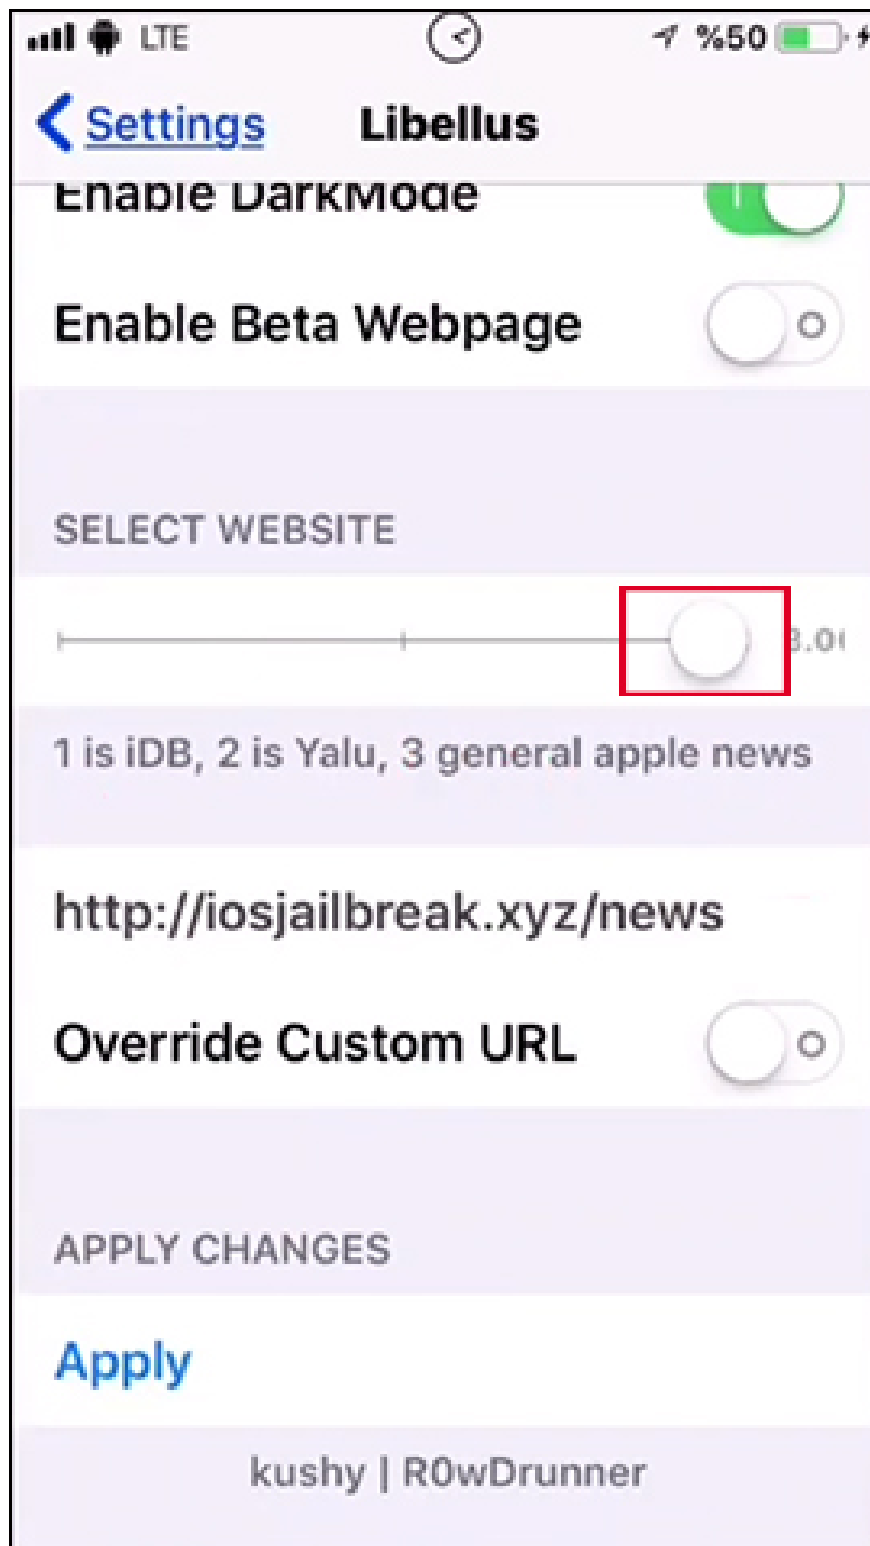 LTE %50
Settings Libellus
Enable DarkMode
Enable Beta Webpage
SELECT WEBSITE
1 is iDB, 2 is Yalu, 3 general apple news
http://iosjailbreak.xyz/news
Override Custom URL
APPLY CHANGES
Apply
kushy | R0wDrunner